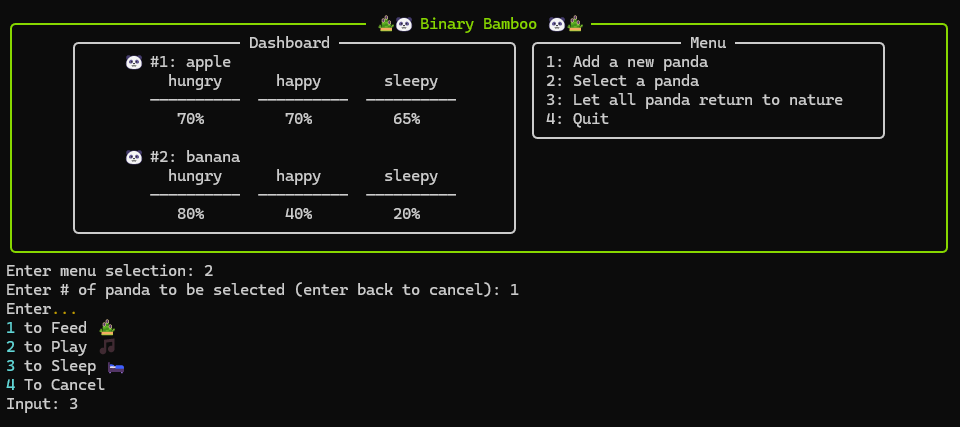 🎍🐼 Binary Bamboo 🐼🎍
Dashboard
🐼 #1: apple
hungry happy sleepy
70% 70% 65%
🐼 #2: banana
hungry happy sleepy
80% 40% 20%
Menu
1: Add a new panda
2: Select a panda
3: Let all panda return to nature
4: Quit
Enter menu selection: 2
Enter # of panda to be selected (enter back to cancel): 1
Enter...
1 to Feed 🎍
2 to Play 🎵
3 to Sleep 🛏️
4 To Cancel
Input: 3